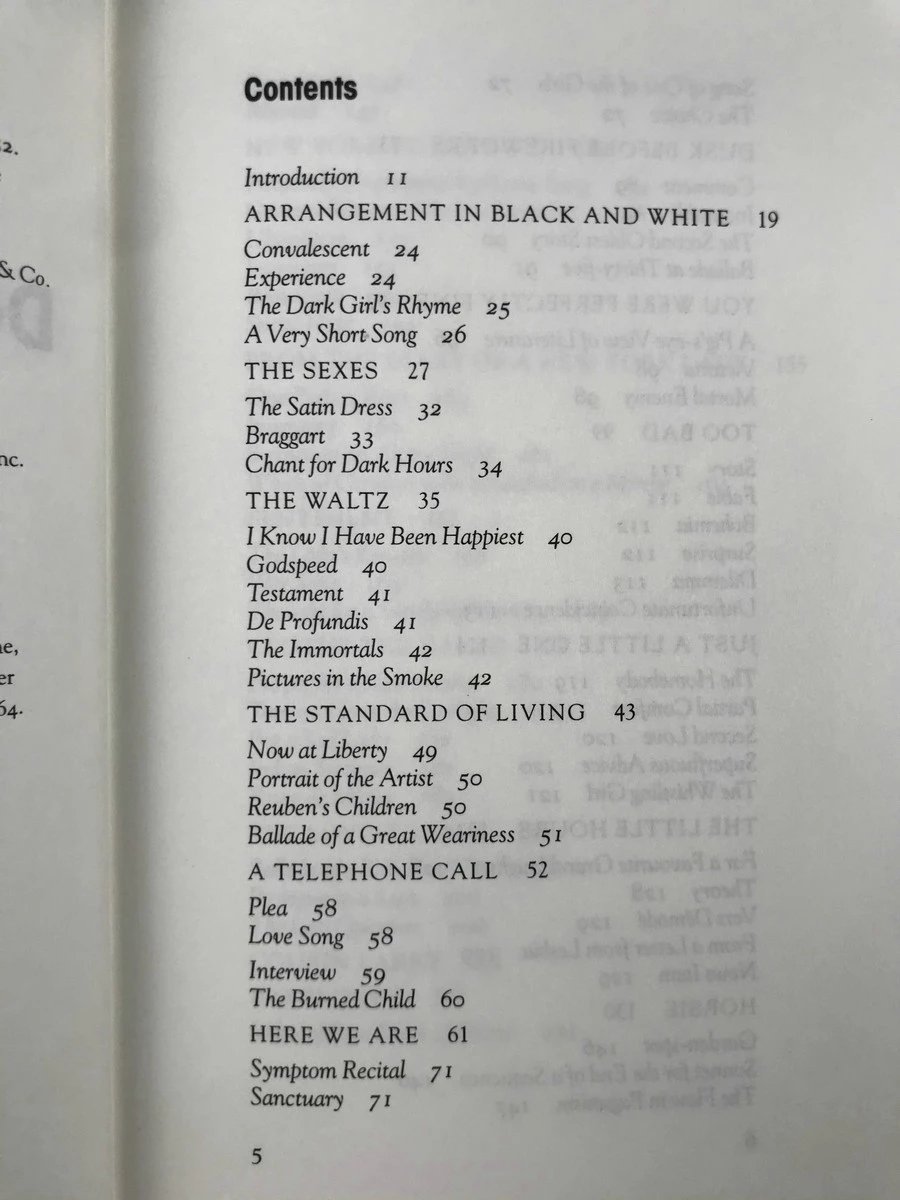 2.
& Co.
nc.
e,
er
64.
Contents
Introduction 11
ARRANGEMENT IN BLACK AND WHITE 19
Convalescent 24
Experience 24
The Dark Girl's Rhyme 25
A Very Short Song 26
THE SEXES 27
The Satin Dress 32
Braggart 33
Chant for Dark Hours 34
THE WALTZ 35
I Know I Have Been Happiest 40
Godspeed 40
Testament 41
De Profundis 41
The Immortals 42
Pictures in the Smoke 42
THE STANDARD OF LIVING 43
Now at Liberty 49
Portrait of the Artist 50
Reuben's Children 50
Ballade of a Great Weariness 51
A TELEPHONE CALL 52
Plea 58
Love Song 58
Interview 59
The Burned Child 60
HERE WE ARE 61
Symptom Recital 71
Sanctuary 71
5